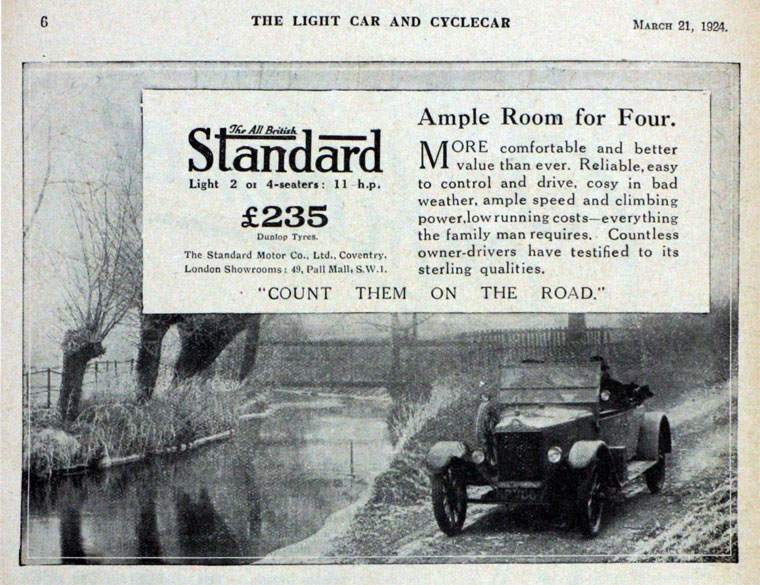 6
THE LIGHT CAR AND CYCLECAR
MARCH 21, 1924.
The All British
Standard
Light 2 or 4-seaters: 11 h.p.
£235
Dunlop Tyres.
The Standard Motor Co., Ltd., Coventry.
London Showrooms: 49, Pall Mall, S.W.1.
Ample Room for Four.
MORE comfortable and better
value than ever. Reliable, easy
to control and drive, cosy in bad
weather, ample speed and climbing
power, low running costs—everything
the family man requires. Countless
owner-drivers have testified to its
sterling qualities.
"COUNT THEM ON THE ROAD."